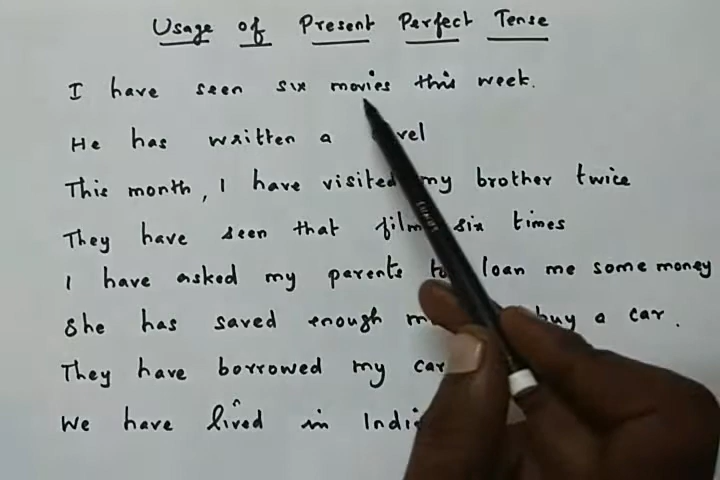 Usage of Present Perfect Tense
I have seen six movies this week.
He has written a
This month, I have visited my brother twice
They have seen that film six times
I have asked my parents to loan me some money
She has saved enough buy a car.
They have borrowed my car
We have lived in India